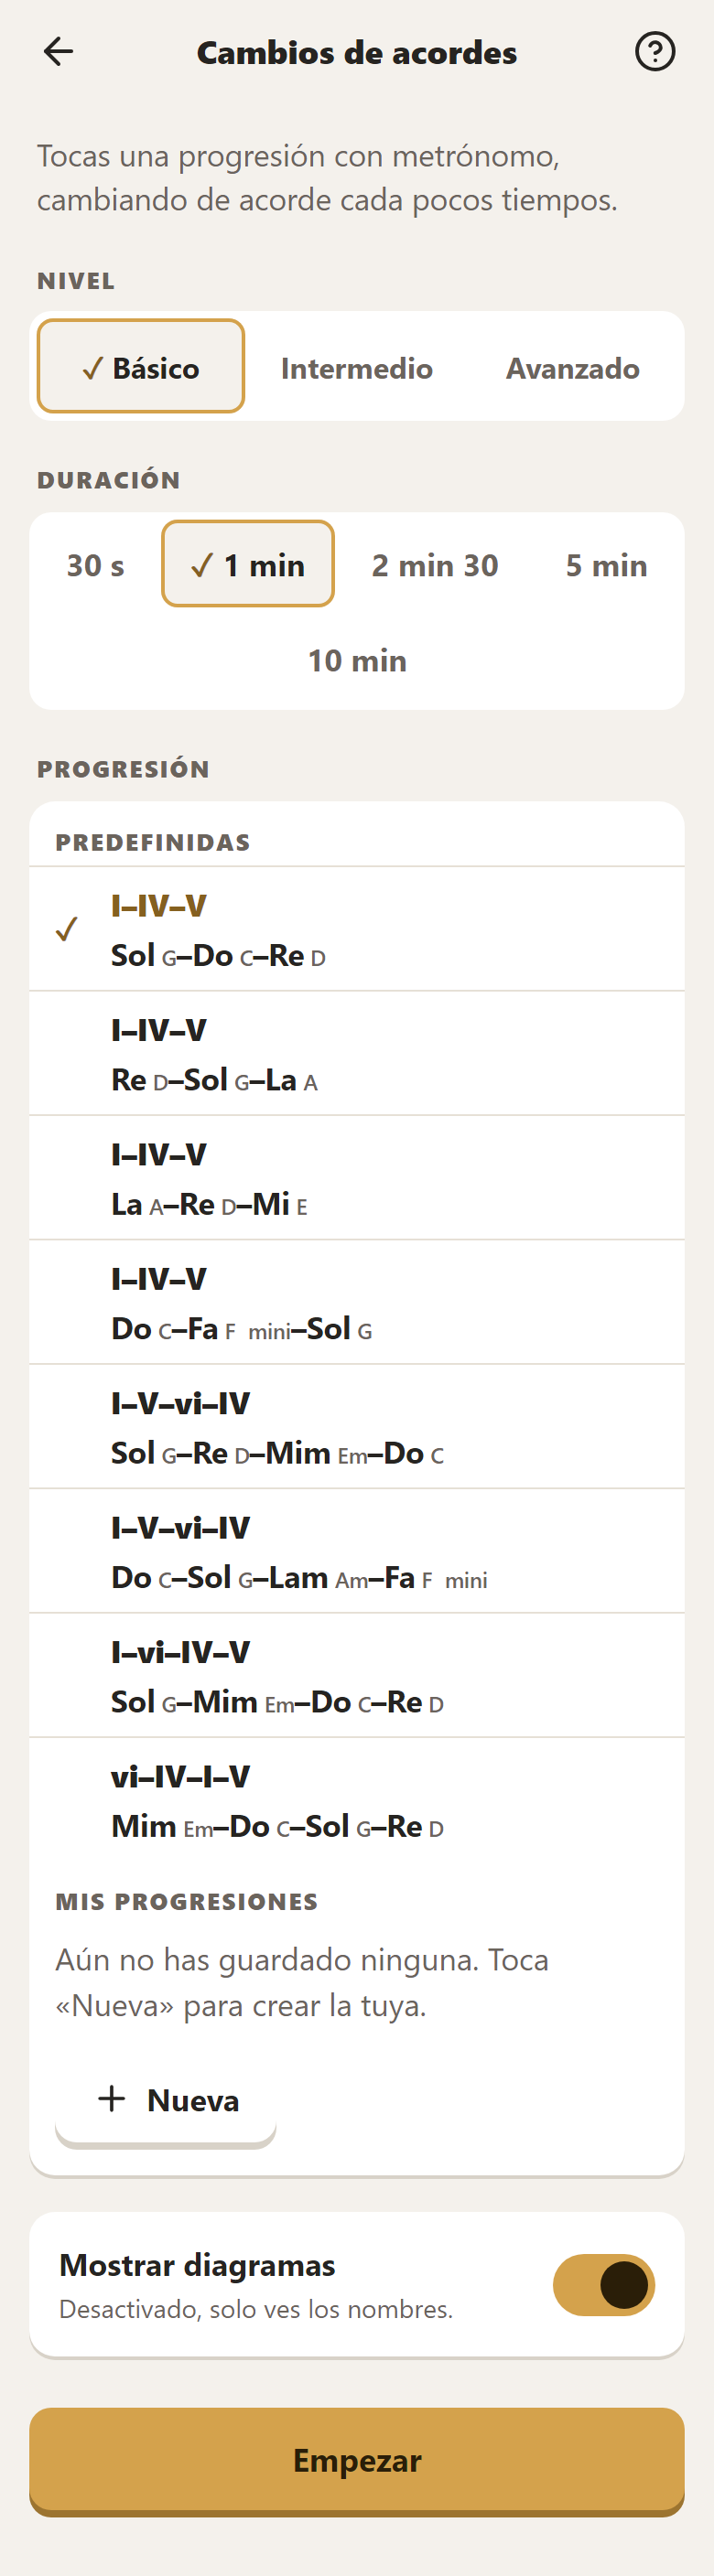 Cambios de acordes
Tocas una progresión con metrónomo,
cambiando de acorde cada pocos tiempos.
NIVEL
✓ Básico Intermedio Avanzado
DURACIÓN
30 s ✓ 1 min 2 min 30 5 min
10 min
PROGRESIÓN
PREDEFINIDAS
✓ I–IV–V
Sol G–Do C–Re D
I–IV–V
Re D–Sol G–La A
I–IV–V
La A–Re D–Mi E
I–IV–V
Do C–Fa F mini–Sol G
I–V–vi–IV
Sol G–Re D–Mim Em–Do C
I–V–vi–IV
Do C–Sol G–Lam Am–Fa F mini
I–vi–IV–V
Sol G–Mim Em–Do C–Re D
vi–IV–I–V
Mim Em–Do C–Sol G–Re D
MIS PROGRESIONES
Aún no has guardado ninguna. Toca
«Nueva» para crear la tuya.
+ Nueva
Mostrar diagramas
Desactivado, solo ves los nombres.
Empezar